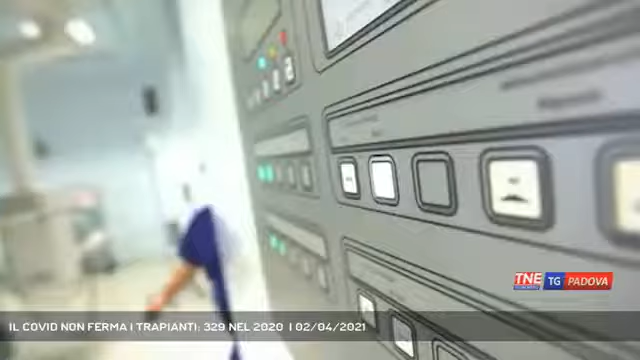 TNE TG PADOVA
IL COVID NON FERMA I TRAPIANTI: 329 NEL 2020 | 02/04/2021